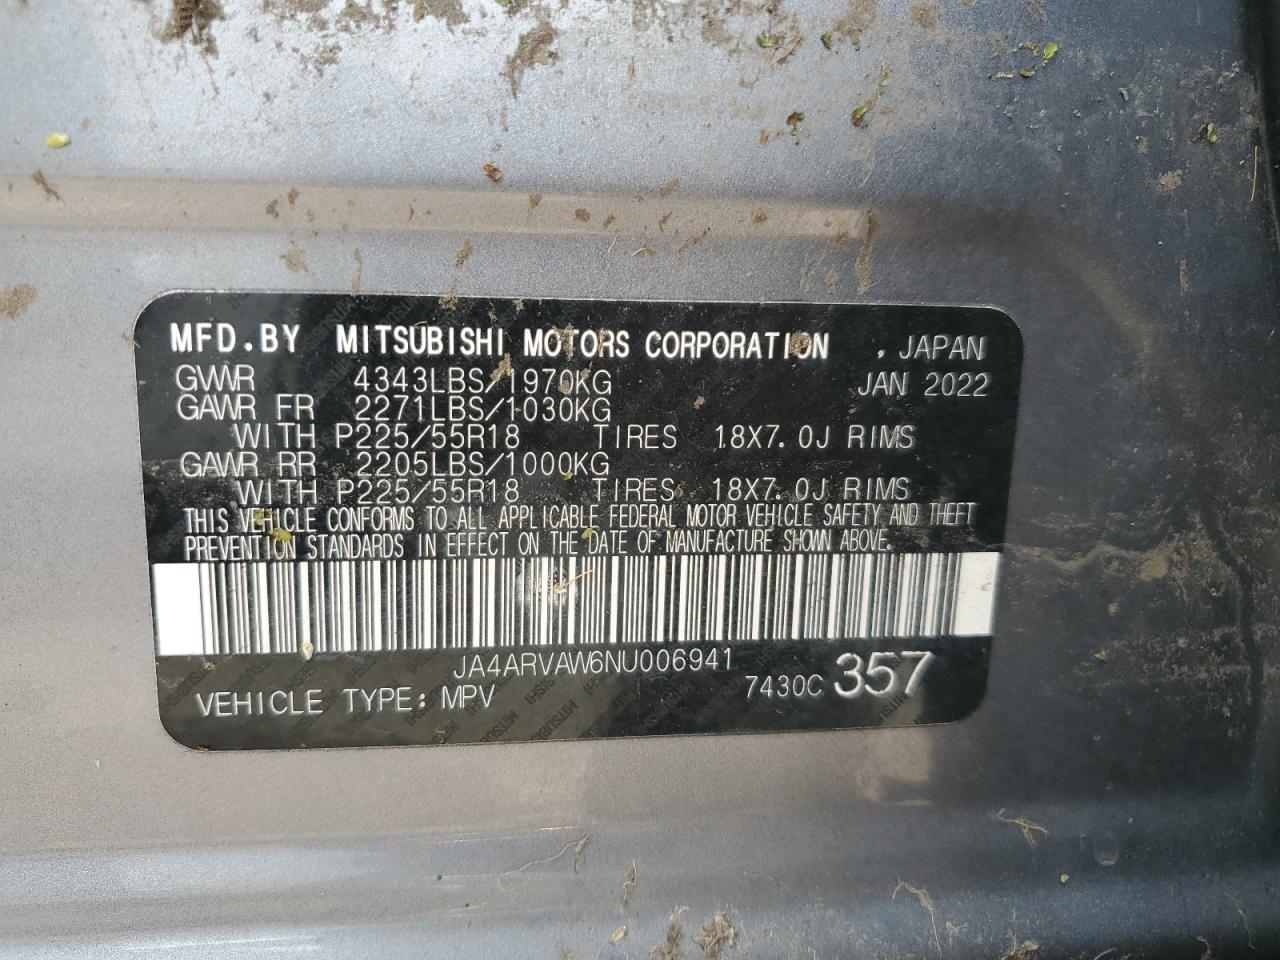 MFD.BY MITSUBISHI MOTORS CORPORATION , JAPAN
GWWR 4343LBS/1970KG JAN 2022
GAWR FR 2271LBS/1030KG
WITH P225/55R18 TIRES 18X7.0J RIMS
GAWR RR 2205LBS/1000KG
WITH P225/55R18 TIRES 18X7.0J RIMS
THIS VEHICLE CONFORMS TO ALL APPLICABLE FEDERAL MOTOR VEHICLE SAFETY AND THEFT
PREVENTION STANDARDS IN EFFECT ON THE DATE OF MANUFACTURE SHOWN ABOVE.
JA4ARVAW6NU006941
VEHICLE TYPE: MPV 7430C 357